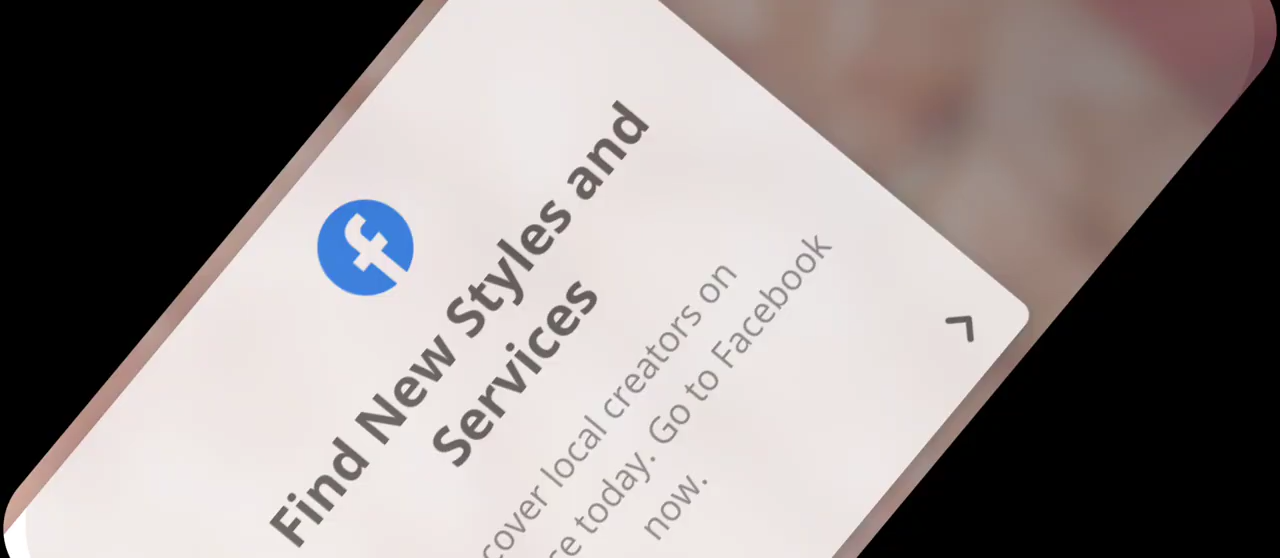 Find New Styles and
Services
cover local creators on
ce today. Go to Facebook
now.